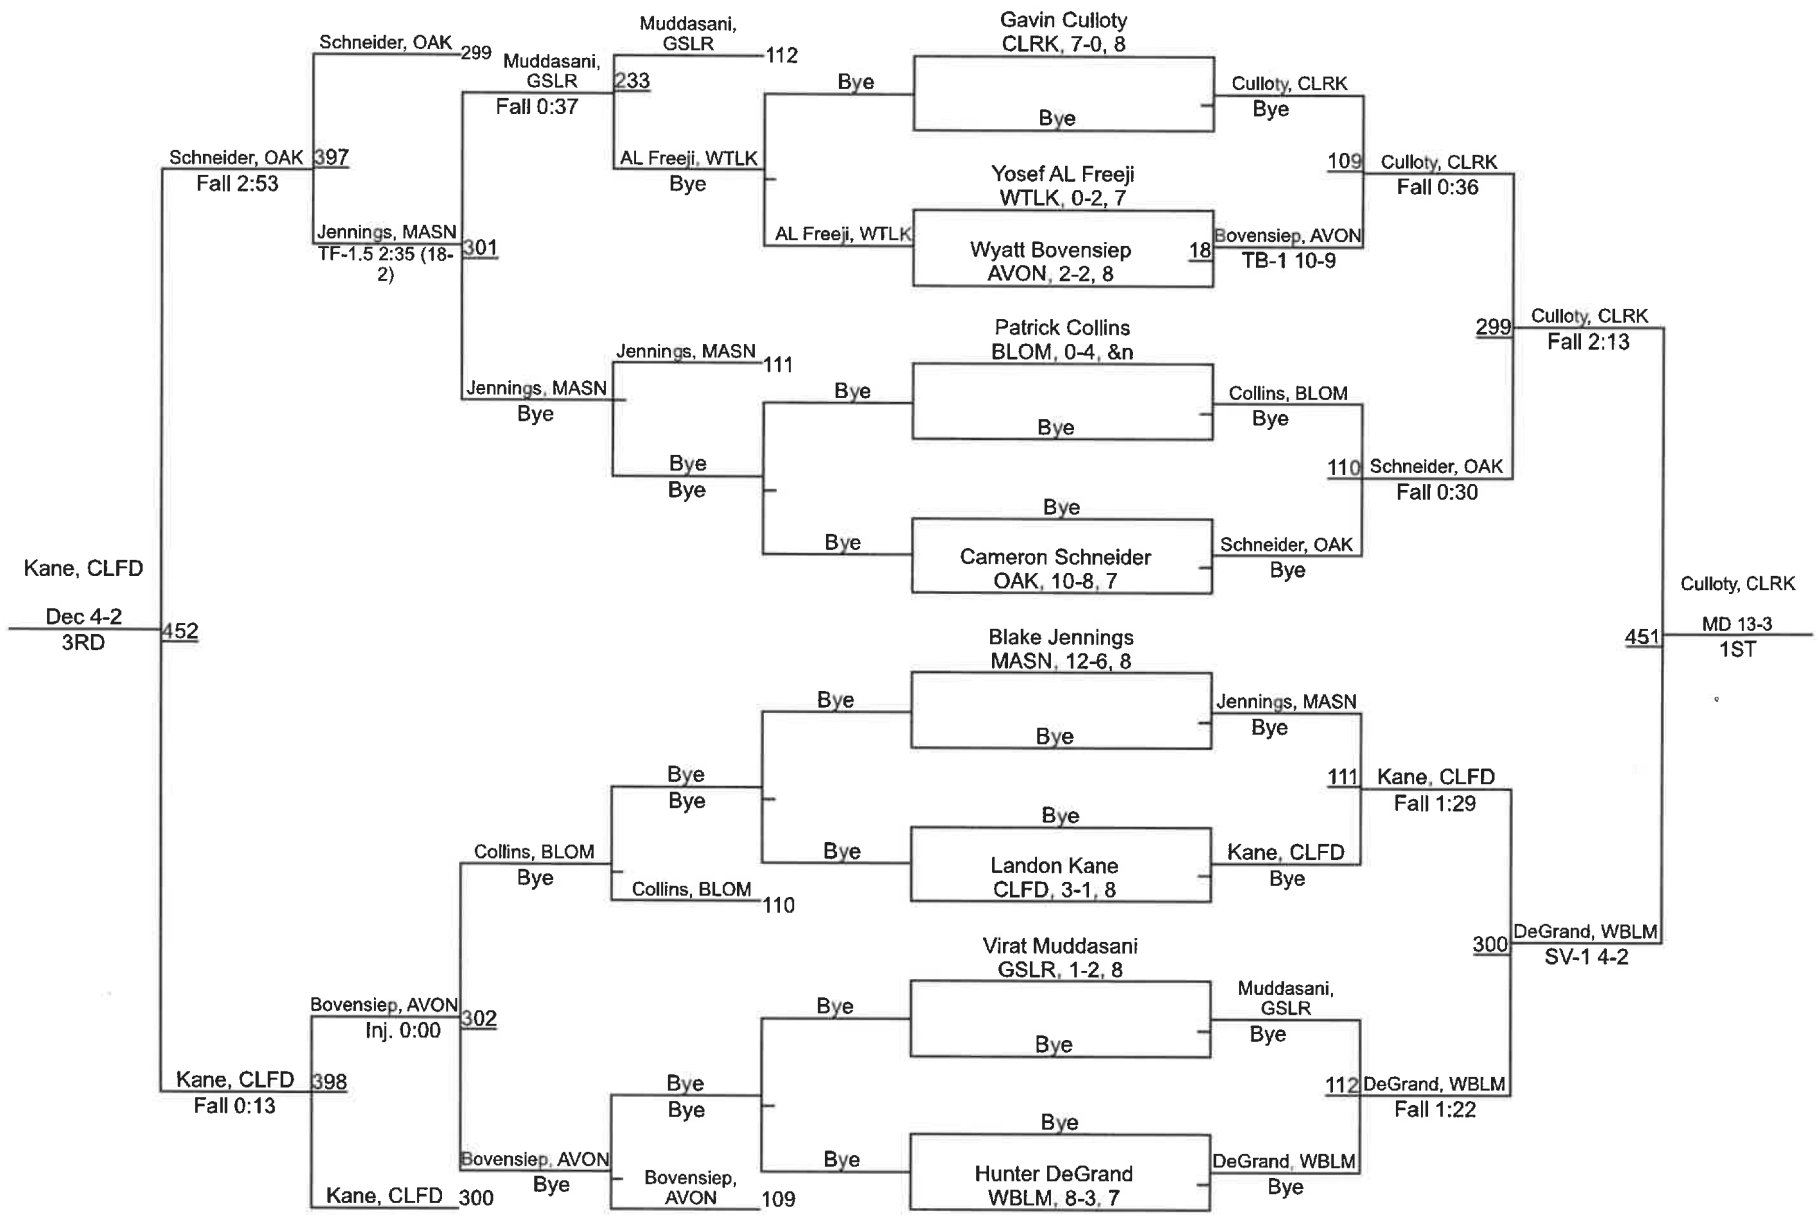 Schneider, OAK
299
Muddasani,
GSLR
Fall 0:37
Muddasani,
GSLR
112
233
Schneider, OAK
397
Fall 2:53
AL Freeji, WTLK
Bye
Jennings, MASN
TF-1.5 2:35 (18-
2)
301
Jennings, MASN
111
Jennings, MASN
Bye
Bye
Bye
Kane, CLFD
Dec 4-2
3RD
452
Bye
Bye
Collins, BLOM
Bye
Collins, BLOM
110
Bovensiep, AVON
302
Inj. 0:00
Kane, CLFD
398
Fall 0:13
Bye
Bye
Bovensiep, AVON
Bye
Bovensiep,
AVON
109
Kane, CLFD
300
Bye
AL Freeji, WTLK
Bye
Bye
Bye
Bye
Bye
Bye
Gavin Culloty
CLRK, 7-0, 8
Bye
Yosef AL Freeji
WTLK, 0-2, 7
Wyatt Bovensiep
AVON, 2-2, 8
18
Patrick Collins
BLOM, 0-4, &n
Bye
Bye
Cameron Schneider
OAK, 10-8, 7
Blake Jennings
MASN, 12-6, 8
Bye
Bye
Landon Kane
CLFD, 3-1, 8
Virat Muddasani
GSLR, 1-2, 8
Bye
Bye
Hunter DeGrand
WBLM, 8-3, 7
Culloty, CLRK
Bye
109
Bovensiep, AVON
TB-1 10-9
Collins, BLOM
Bye
110
Schneider, OAK
Bye
Jennings, MASN
Bye
111
Kane, CLFD
Bye
Muddasani,
GSLR
Bye
112
DeGrand, WBLM
Bye
Culloty, CLRK
Fall 0:36
299
Schneider, OAK
Fall 0:30
Kane, CLFD
Fall 1:29
300
DeGrand, WBLM
Fall 1:22
Culloty, CLRK
Fall 2:13
451
DeGrand, WBLM
SV-1 4-2
Culloty, CLRK
MD 13-3
1ST